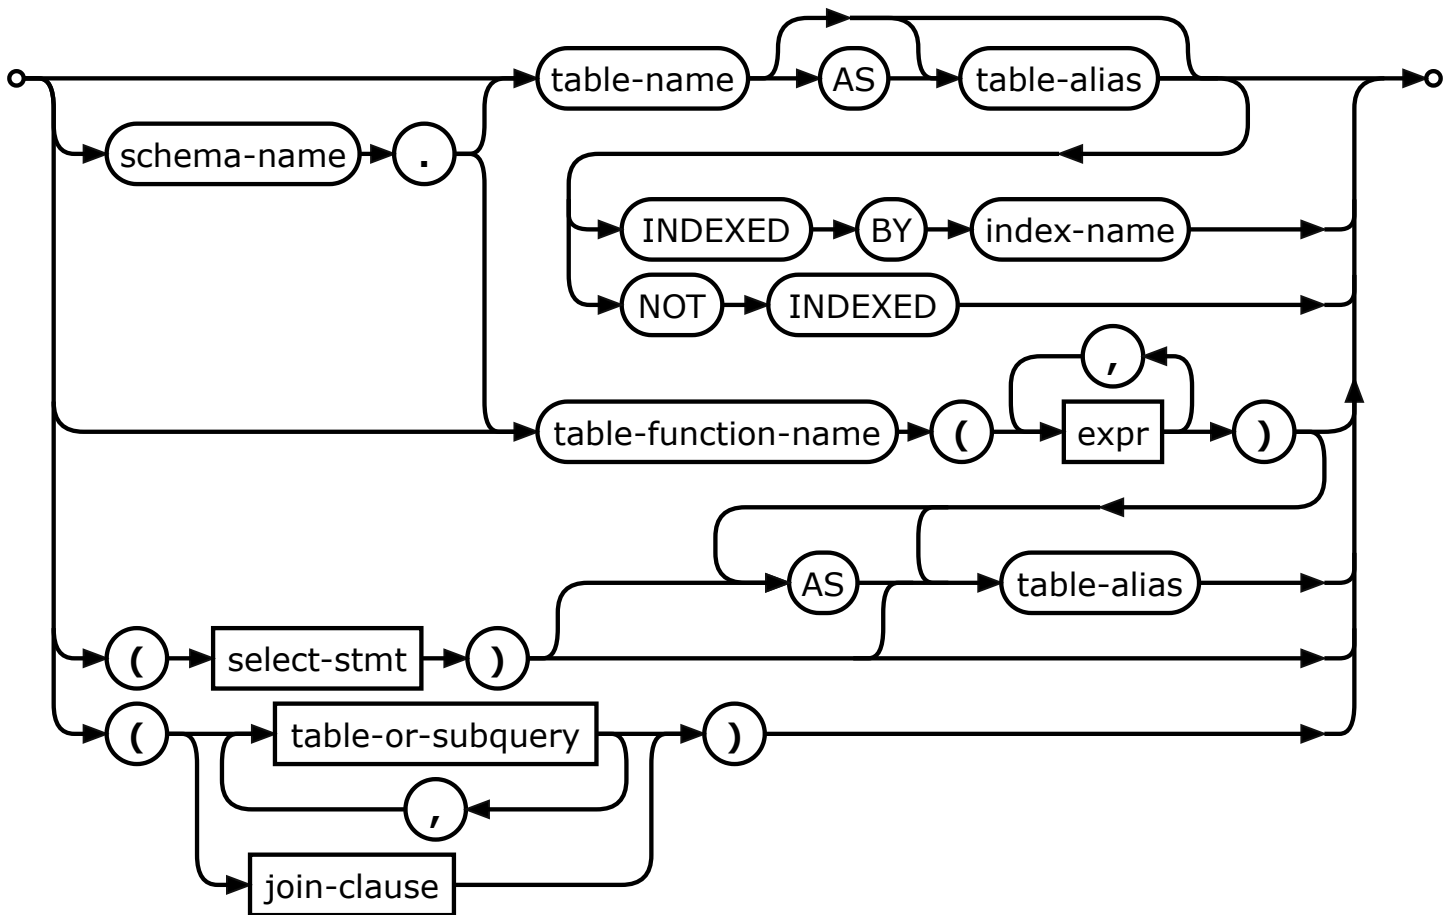 table-name AS table-alias
schema-name .
INDEXED BY index-name
NOT INDEXED
,
table-function-name ( expr )
AS table-alias
( select-stmt )
( table-or-subquery )
,
join-clause